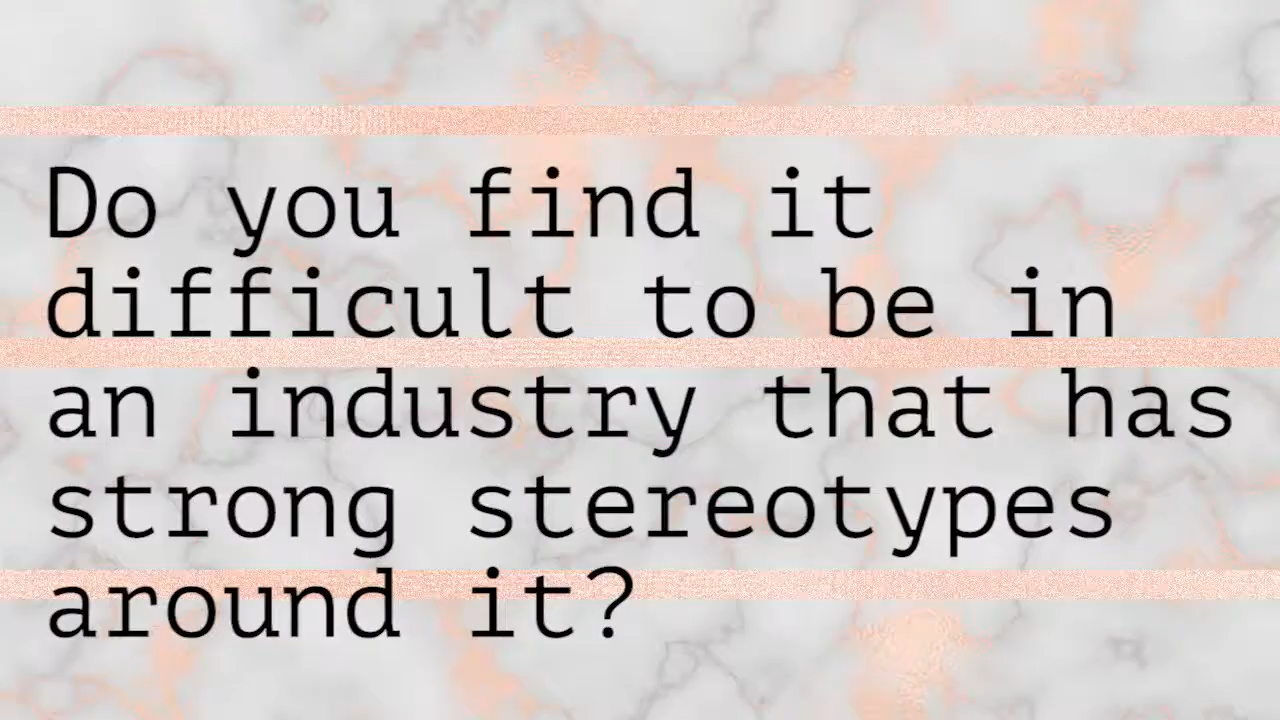 Do you find it
difficult to be in
an industry that has
strong stereotypes
around it?